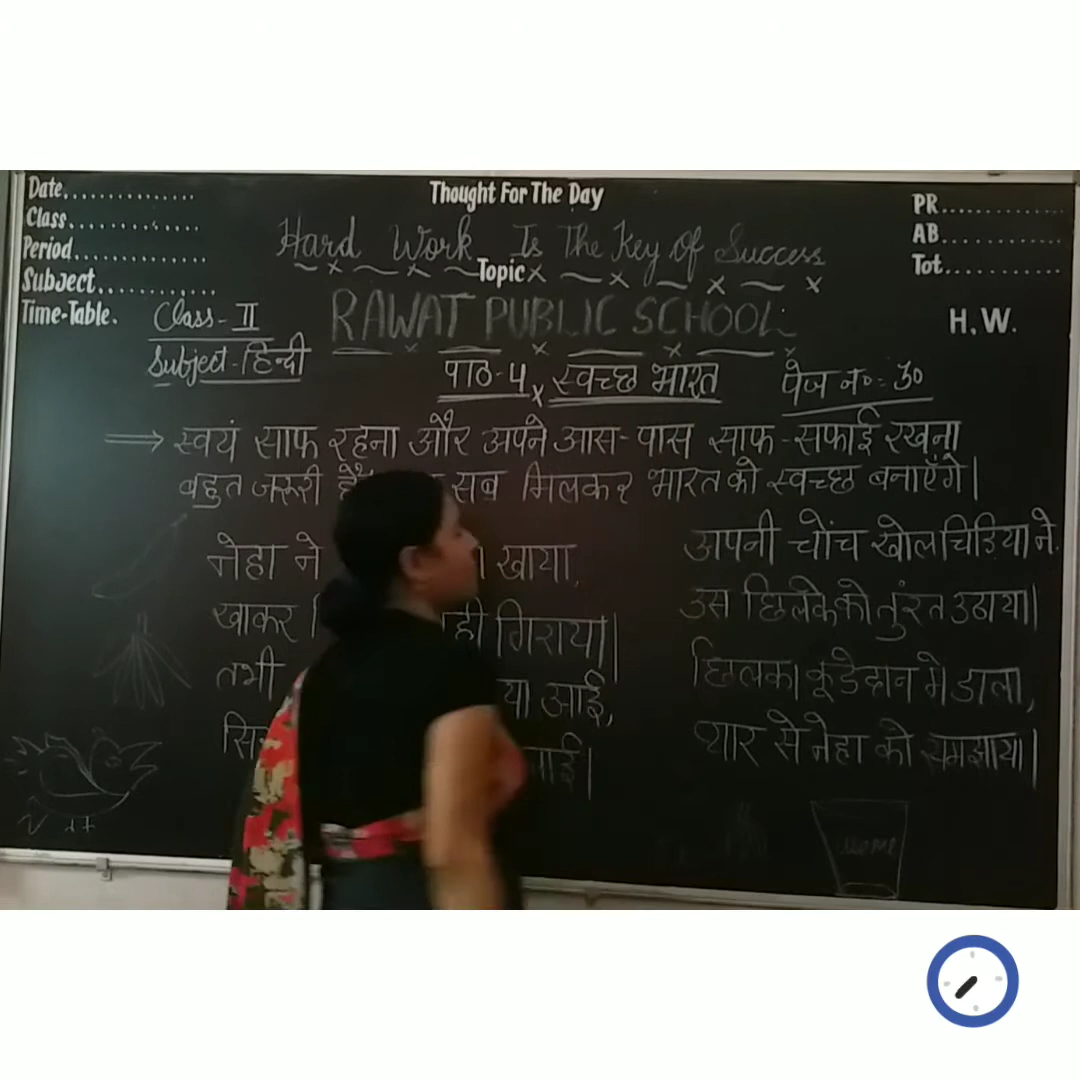 Date..............
Class..............
Period..............
Subject..............
Time-Table.
Thought For The Day
Hard Work Is The Key Of Success
Topic
RAWAT PUBLIC SCHOOL
PR..............
AB..............
Tot..............
H.W.
Class - II
Subject - हिन्दी
पाठ-4 स्वच्छ भारत पेज न०- 30
⇒ स्वयं साफ रहना और अपने आस-पास साफ-सफाई रखना
बहुत जरूरी है सब मिलकर भारत को स्वच्छ बनाएँगे।
नेहा ने खाया,
खाकर ही गिराया।।
तभी या आई,
अपनी चोंच खोल चिडिया ने
उस छिलके को तुंरत उठाया।।
छिलका कूडेदान मे डाला,
प्यार से नेहा को समझाया।